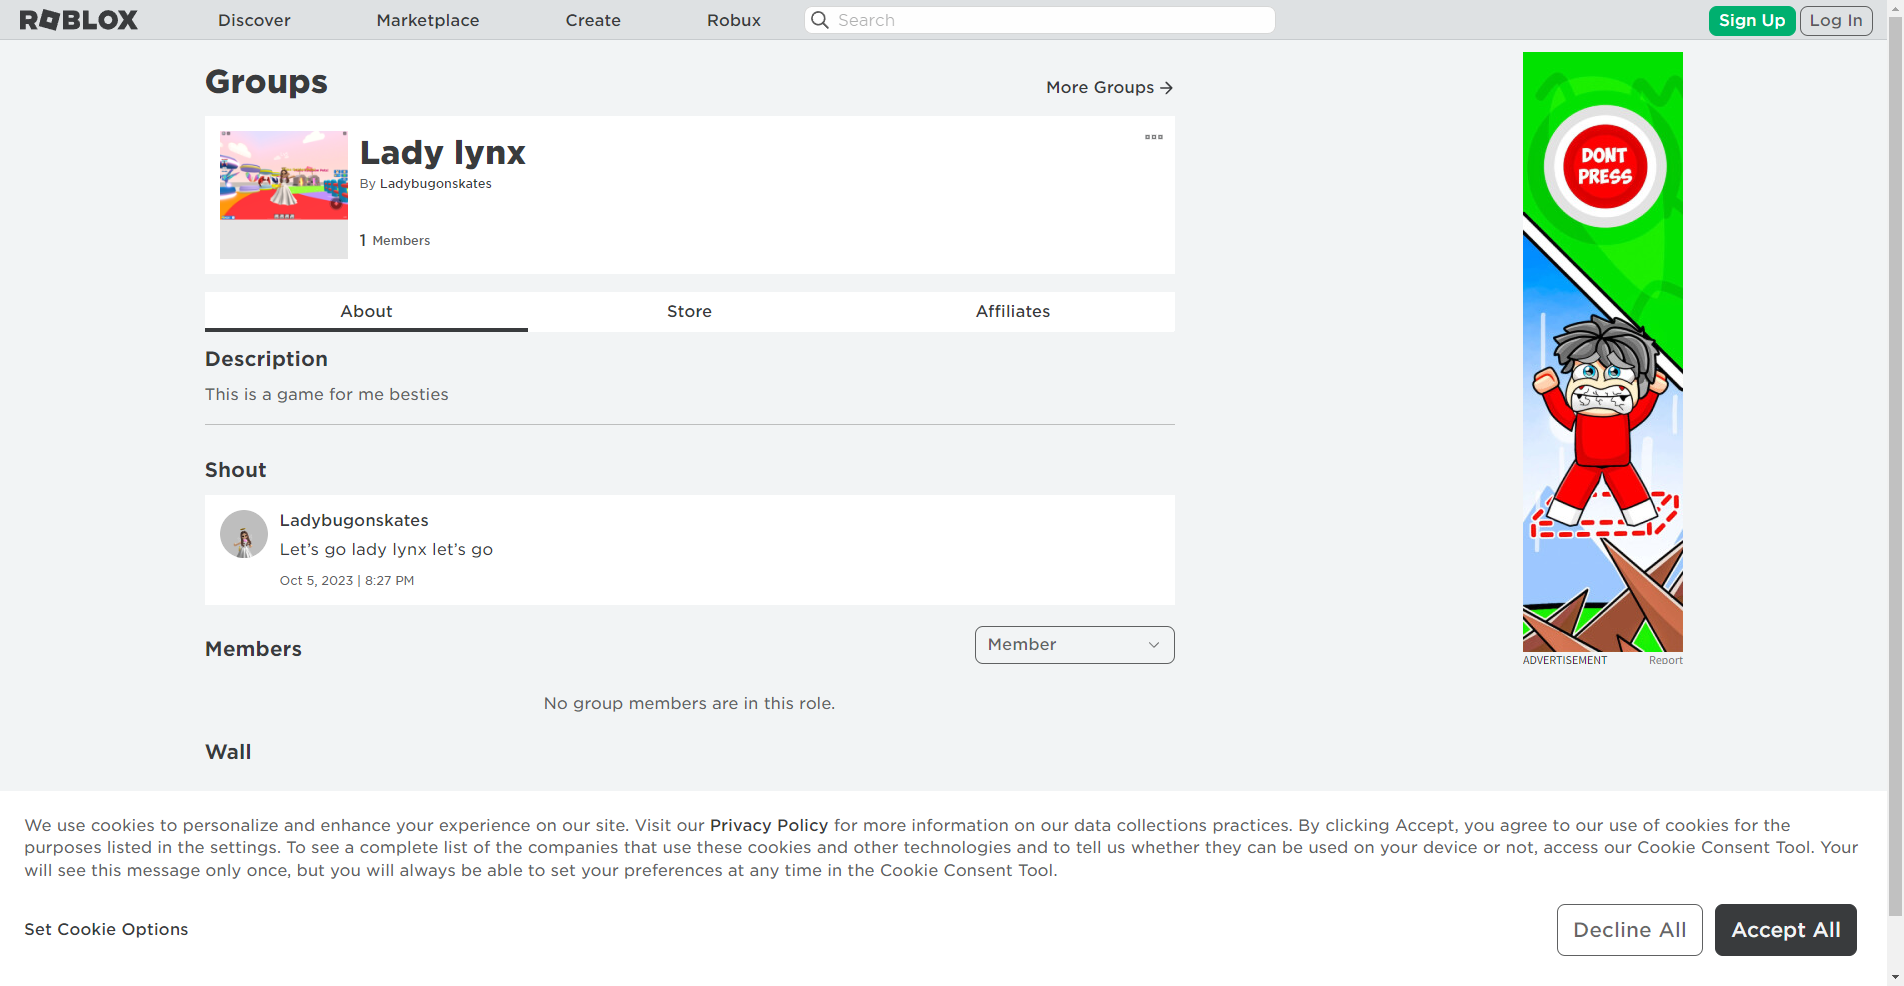 ROBLOX
Discover
Marketplace
Create
Robux
Search
Sign Up
Log In
Groups
More Groups
Lady lynx
By Ladybugonskates
1 Members
About
Store
Affiliates
Description
This is a game for me besties
Shout
Ladybugonskates
Let’s go lady lynx let’s go
Oct 5, 2023 | 8:27 PM
Members
Member
No group members are in this role.
Wall
DONT
PRESS
ADVERTISEMENT
Report
We use cookies to personalize and enhance your experience on our site. Visit our Privacy Policy for more information on our data collections practices. By clicking Accept, you agree to our use of cookies for the
purposes listed in the settings. To see a complete list of the companies that use these cookies and other technologies and to tell us whether they can be used on your device or not, access our Cookie Consent Tool. Your
will see this message only once, but you will always be able to set your preferences at any time in the Cookie Consent Tool.
Set Cookie Options
Decline All
Accept All